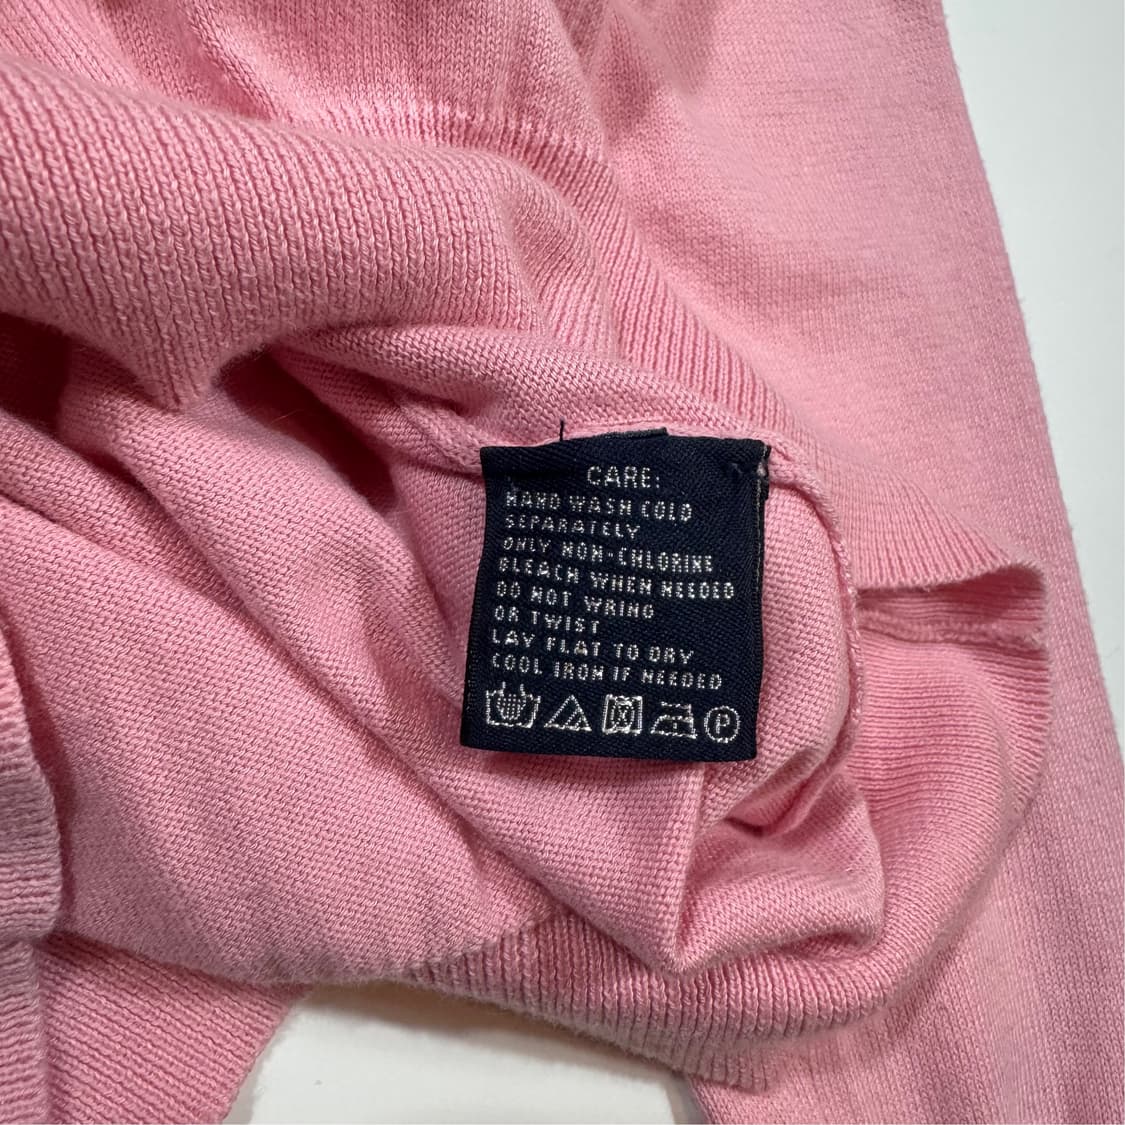 CARE:
HAND WASH COLD
SEPARATELY
ONLY NON-CHLORINE
BLEACH WHEN NEEDED
DO NOT WRING
OR TWIST
LAY FLAT TO DRY
COOL IRON IF NEEDED
P